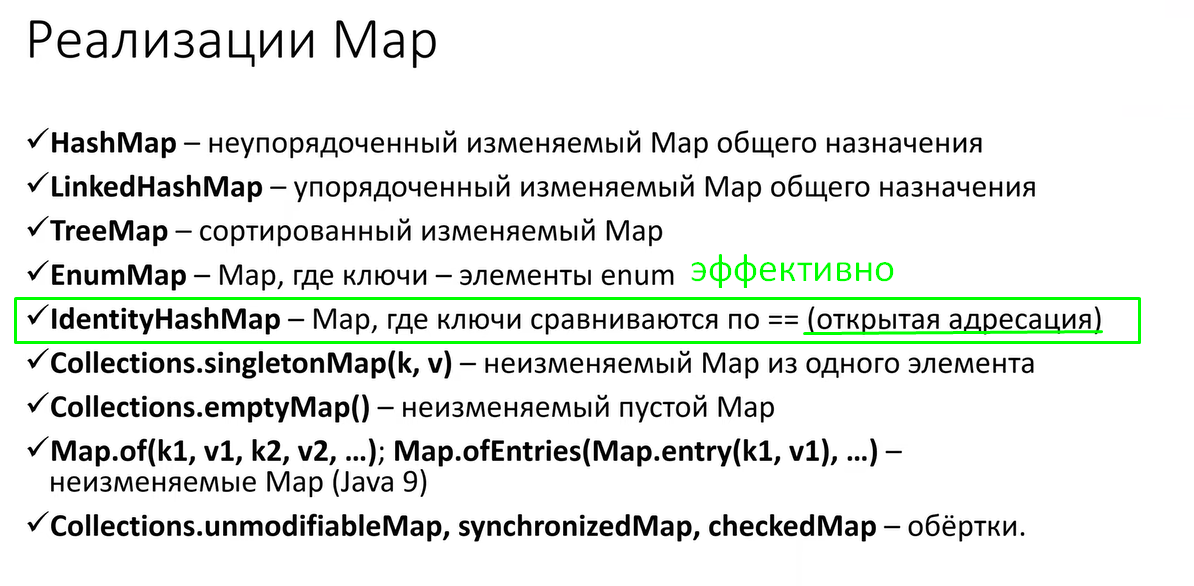 Реализации Map
✓HashMap – неупорядоченный изменяемый Map общего назначения
✓LinkedHashMap – упорядоченный изменяемый Map общего назначения
✓TreeMap – сортированный изменяемый Map
✓EnumMap – Map, где ключи – элементы enum эффективно
✓IdentityHashMap – Map, где ключи сравниваются по == (открытая адресация)
✓Collections.singletonMap(k, v) – неизменяемый Map из одного элемента
✓Collections.emptyMap() – неизменяемый пустой Map
✓Map.of(k1, v1, k2, v2, …); Map.ofEntries(Map.entry(k1, v1), …) –
неизменяемые Map (Java 9)
✓Collections.unmodifiableMap, synchronizedMap, checkedMap – обёртки.